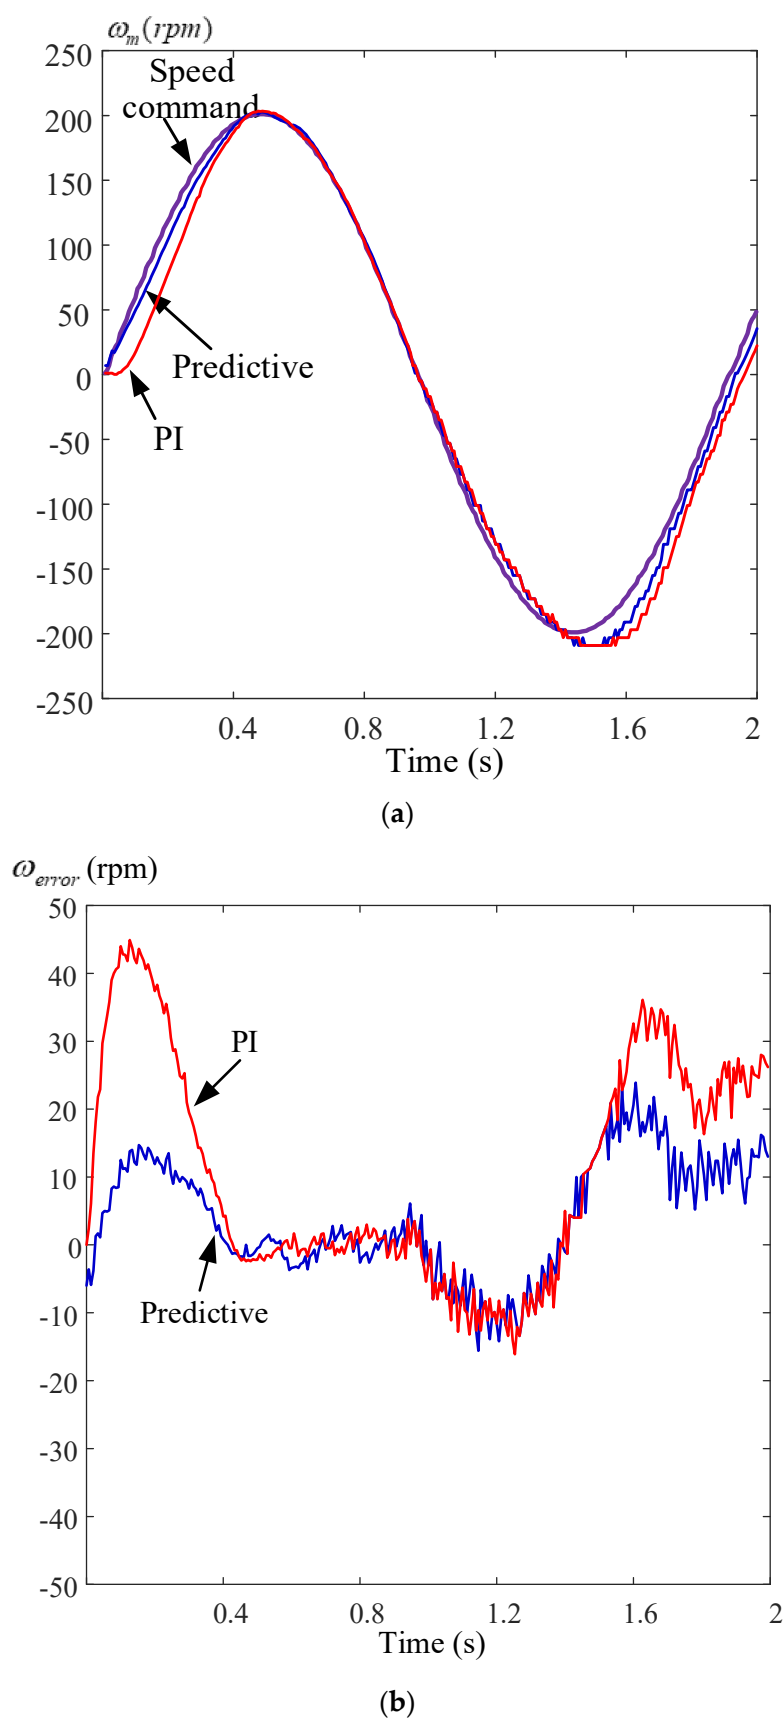 ω_m (rpm)
250
Speed
command
200
150
100
50
Predictive
0
PI
-50
-100
-150
-200
-250
0.4 0.8 1.2 1.6 2
Time (s)
(a)
ω_error (rpm)
50
40
30
PI
20
10
0
Predictive
-10
-20
-30
-40
-50
0.4 0.8 1.2 1.6 2
Time (s)
(b)